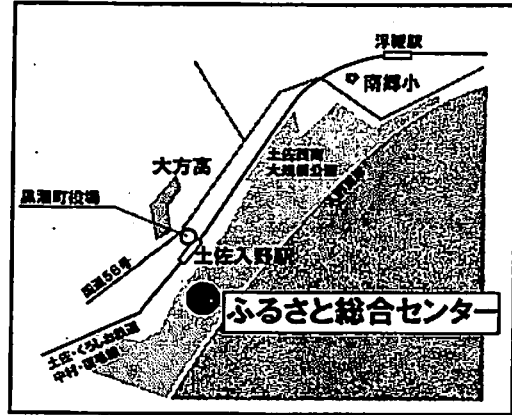 浮鞭駅
南郷小
土佐西南
大規模公園
大方高
黒潮町役場
土佐入野駅
国道56号
ふるさと総合センター
土佐・くろしお鉄道
中村・宿毛線